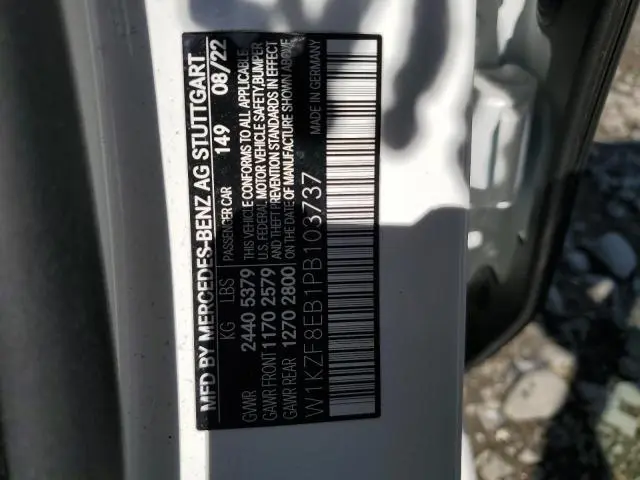 MFD BY MERCEDES-BENZ AG STUTTGART
PASSENGER CAR 149 08/22
KG LBS
GVWR 2440 5379
GAWR FRONT 1170 2579
GAWR REAR 1270 2800
THIS VEHICLE CONFORMS TO ALL APPLICABLE
U.S. FEDERAL MOTOR VEHICLE SAFETY, BUMPER
AND THEFT PREVENTION STANDARDS IN EFFECT
ON THE DATE OF MANUFACTURE SHOWN ABOVE
W1KZF8EB1PB103737
MADE IN GERMANY